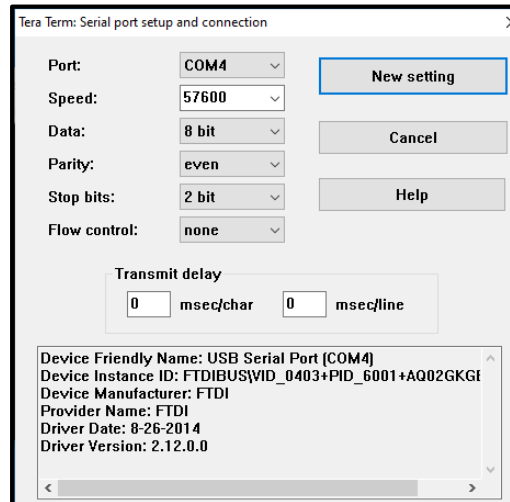 Tera Term: Serial port setup and connection
Port: COM4
New setting
Speed: 57600
Data: 8 bit
Cancel
Parity: even
Stop bits: 2 bit
Help
Flow control: none
Transmit delay
0 msec/char 0 msec/line
Device Friendly Name: USB Serial Port (COM4)
Device Instance ID: FTDIBUS\VID_0403+PID_6001+AQ02GKGE
Device Manufacturer: FTDI
Provider Name: FTDI
Driver Date: 8-26-2014
Driver Version: 2.12.0.0